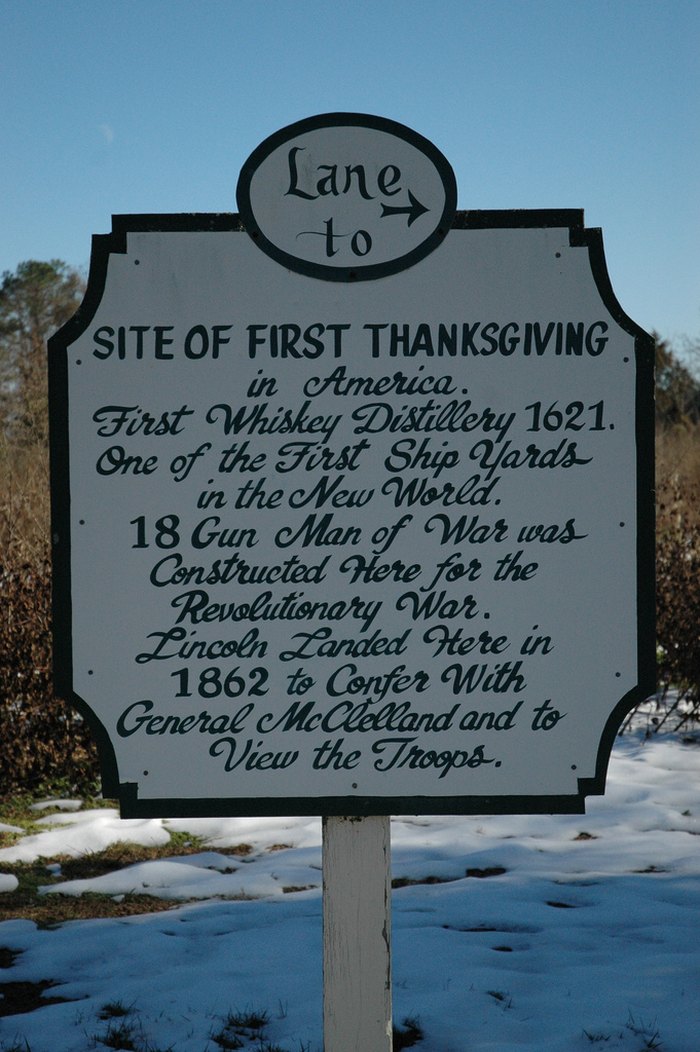 Lane
to
SITE OF FIRST THANKSGIVING
in America.
First Whiskey Distillery 1621.
One of the First Ship Yards
in the New World.
18 Gun Man of War was
Constructed Here for the
Revolutionary War.
Lincoln Landed Here in
1862 to Confer With
General McClelland and to
View the Troops.